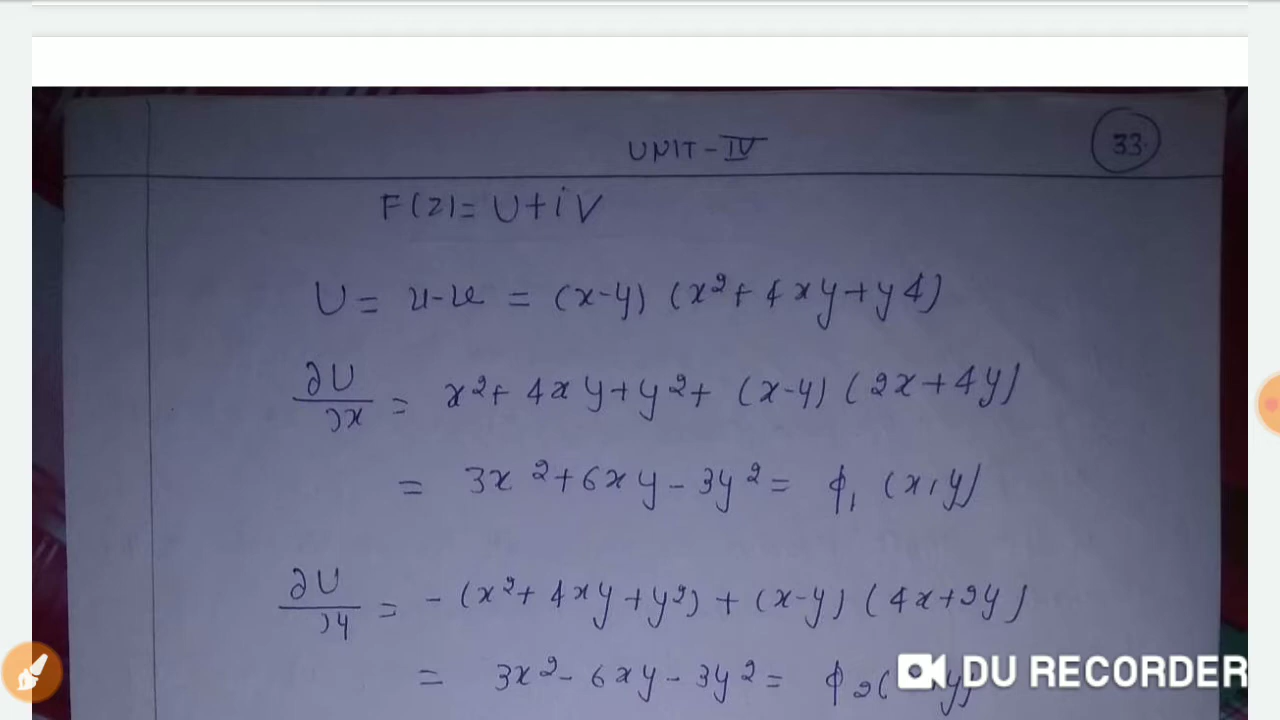 UNIT-IV
33
F(z)= U+iV
U = u-v = (x-y) (x²+4xy+y4)
∂U/∂x = x²+4xy+y²+(x-y)(2x+4y)
= 3x²+6xy-3y² = ϕ₁ (x,y)
∂U/∂y = -(x²+4xy+y²)+(x-y)(4x+2y)
= 3x²-6xy-3y² = ϕ₂( y)
DU RECORDER